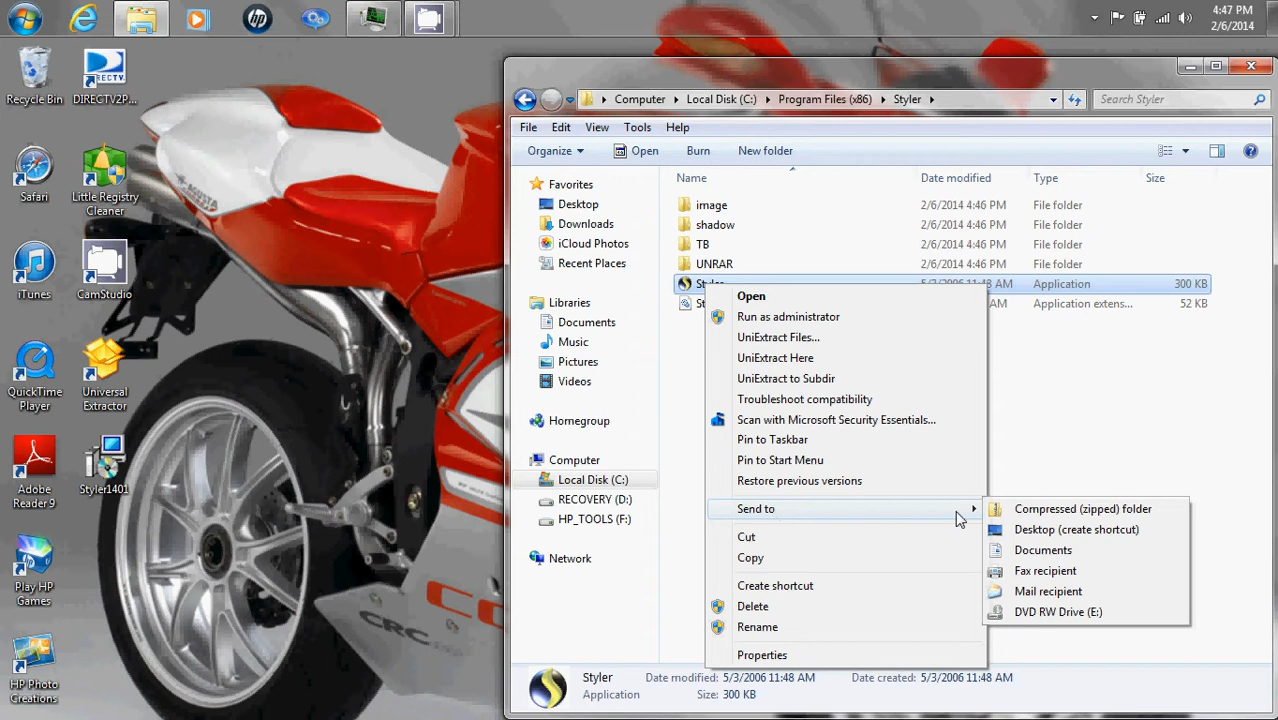 4:47 PM
2/6/2014
Recycle Bin
DIRECTV2P...
Safari
Little Registry Cleaner
iTunes
CamStudio
QuickTime Player
Universal Extractor
Adobe Reader 9
Styler1401
Play HP Games
HP Photo Creations
Computer Local Disk (C:) Program Files (x86) Styler
Search Styler
File Edit View Tools Help
Organize Open Burn New folder
Name Date modified Type Size
Favorites
Desktop
Downloads
iCloud Photos
Recent Places
Libraries
Documents
Music
Pictures
Videos
Homegroup
Computer
Local Disk (C:)
RECOVERY (D:)
HP_TOOLS (F:)
Network
image 2/6/2014 4:46 PM File folder
shadow 2/6/2014 4:46 PM File folder
TB 2/6/2014 4:46 PM File folder
UNRAR 2/6/2014 4:46 PM File folder
Styler 5/3/2006 11:48 AM Application 300 KB
St AM Application extens... 52 KB
Open
Run as administrator
UniExtract Files...
UniExtract Here
UniExtract to Subdir
Troubleshoot compatibility
Scan with Microsoft Security Essentials...
Pin to Taskbar
Pin to Start Menu
Restore previous versions
Send to
Cut
Copy
Create shortcut
Delete
Rename
Properties
Compressed (zipped) folder
Desktop (create shortcut)
Documents
Fax recipient
Mail recipient
DVD RW Drive (E:)
Styler Date modified: 5/3/2006 11:48 AM Date created: 5/3/2006 11:48 AM
Application Size: 300 KB